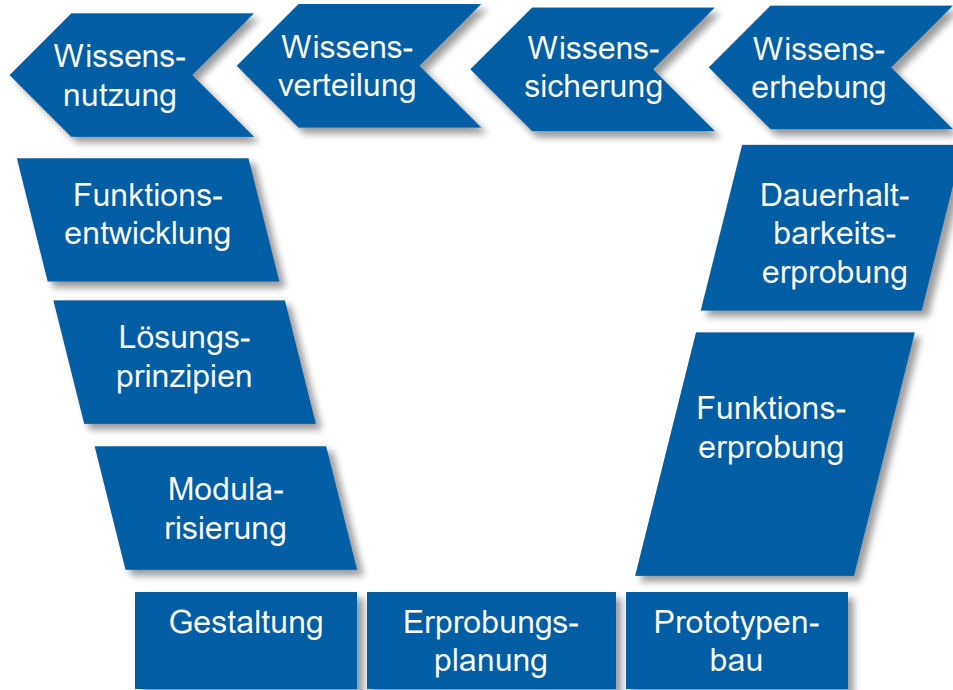 Wissens-
nutzung
Wissens-
verteilung
Wissens-
sicherung
Wissens-
erhebung
Funktions-
entwicklung
Dauerhalt-
barkeits-
erprobung
Lösungs-
prinzipien
Funktions-
erprobung
Modula-
risierung
Gestaltung
Erprobungs-
planung
Prototypen-
bau